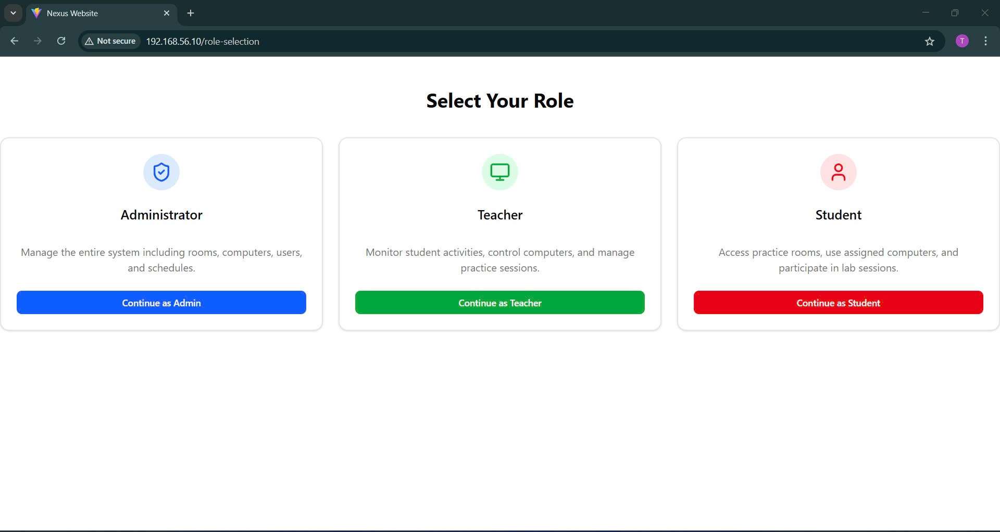 Nexus Website
Not secure 192.168.56.10/role-selection
T
Select Your Role
Administrator
Manage the entire system including rooms, computers, users,
and schedules.
Continue as Admin
Teacher
Monitor student activities, control computers, and manage
practice sessions.
Continue as Teacher
Student
Access practice rooms, use assigned computers, and
participate in lab sessions.
Continue as Student